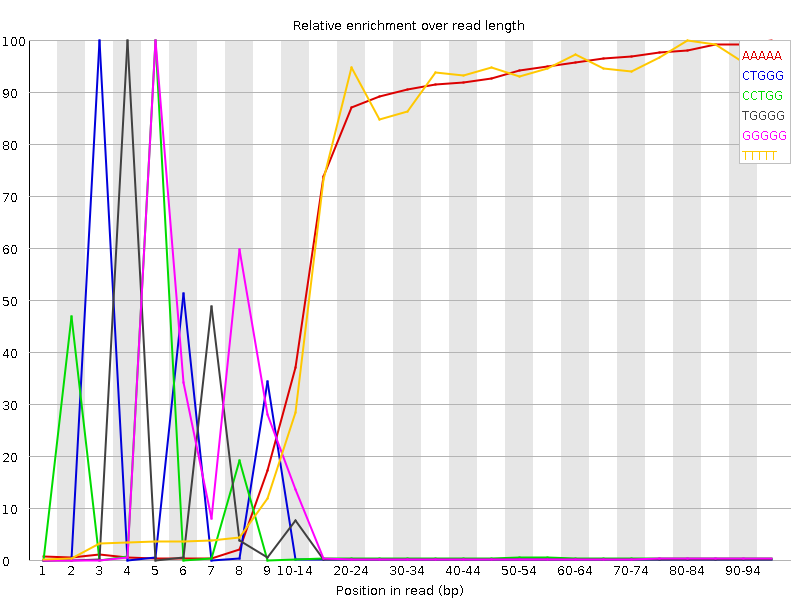 Relative enrichment over read length
100
90
80
70
60
50
40
30
20
10
0
AAAAA
CTGGG
CCTGG
TGGGG
GGGGG
TTTTT
1 2 3 4 5 6 7 8 9 10-14 20-24 30-34 40-44 50-54 60-64 70-74 80-84 90-94
Position in read (bp)